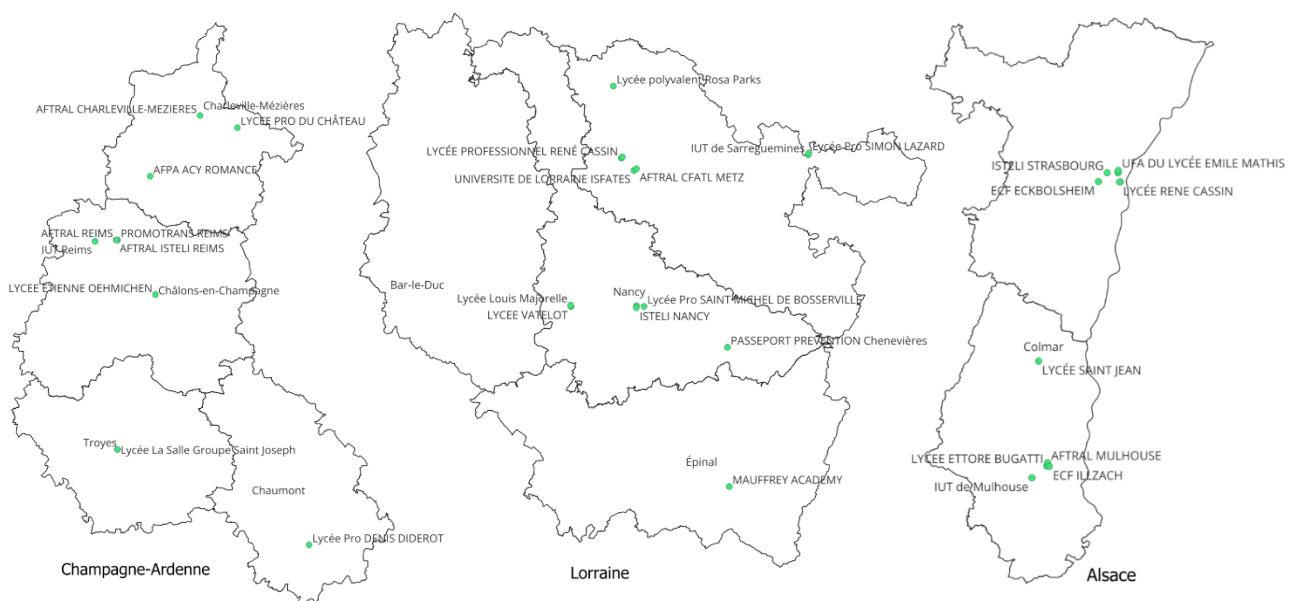 AFTRAL CHARLEVILLE-MEZIERES
Charleville-Mézières
LYCEE PRO DU CHÂTEAU
AFPA ACY ROMANCE
AFTRAL REIMS
PROMOTRANS REIMS
IUT Reims
AFTRAL ISTELI REIMS
LYCEE ETIENNE OEHMICHEN
Châlons-en-Champagne
Troyes
Lycée La Salle Groupe Saint Joseph
Chaumont
Lycée Pro DENIS DIDEROT
Champagne-Ardenne
Lycée polyvalent Rosa Parks
LYCÉE PROFESSIONNEL RENÉ CASSIN
IUT de Sarreguemines
Lycée Pro SIMON LAZARD
UNIVERSITE DE LORRAINE ISFATES
AFTRAL CFATL METZ
Bar-le-Duc
Nancy
Lycée Louis Majorelle
Lycée Pro SAINT MICHEL DE BOSSERVILLE
LYCEE VATELOT
ISTELI NANCY
PASSEPORT PREVENTION Chenevières
Épinal
MAUFFREY ACADEMY
Lorraine
ISTELI STRASBOURG
UFA DU LYCÉE EMILE MATHIS
ECF ECKBOLSHEIM
LYCÉE RENE CASSIN
Colmar
LYCÉE SAINT JEAN
LYCEE ETTORE BUGATTI
AFTRAL MULHOUSE
ECF ILLZACH
IUT de Mulhouse
Alsace